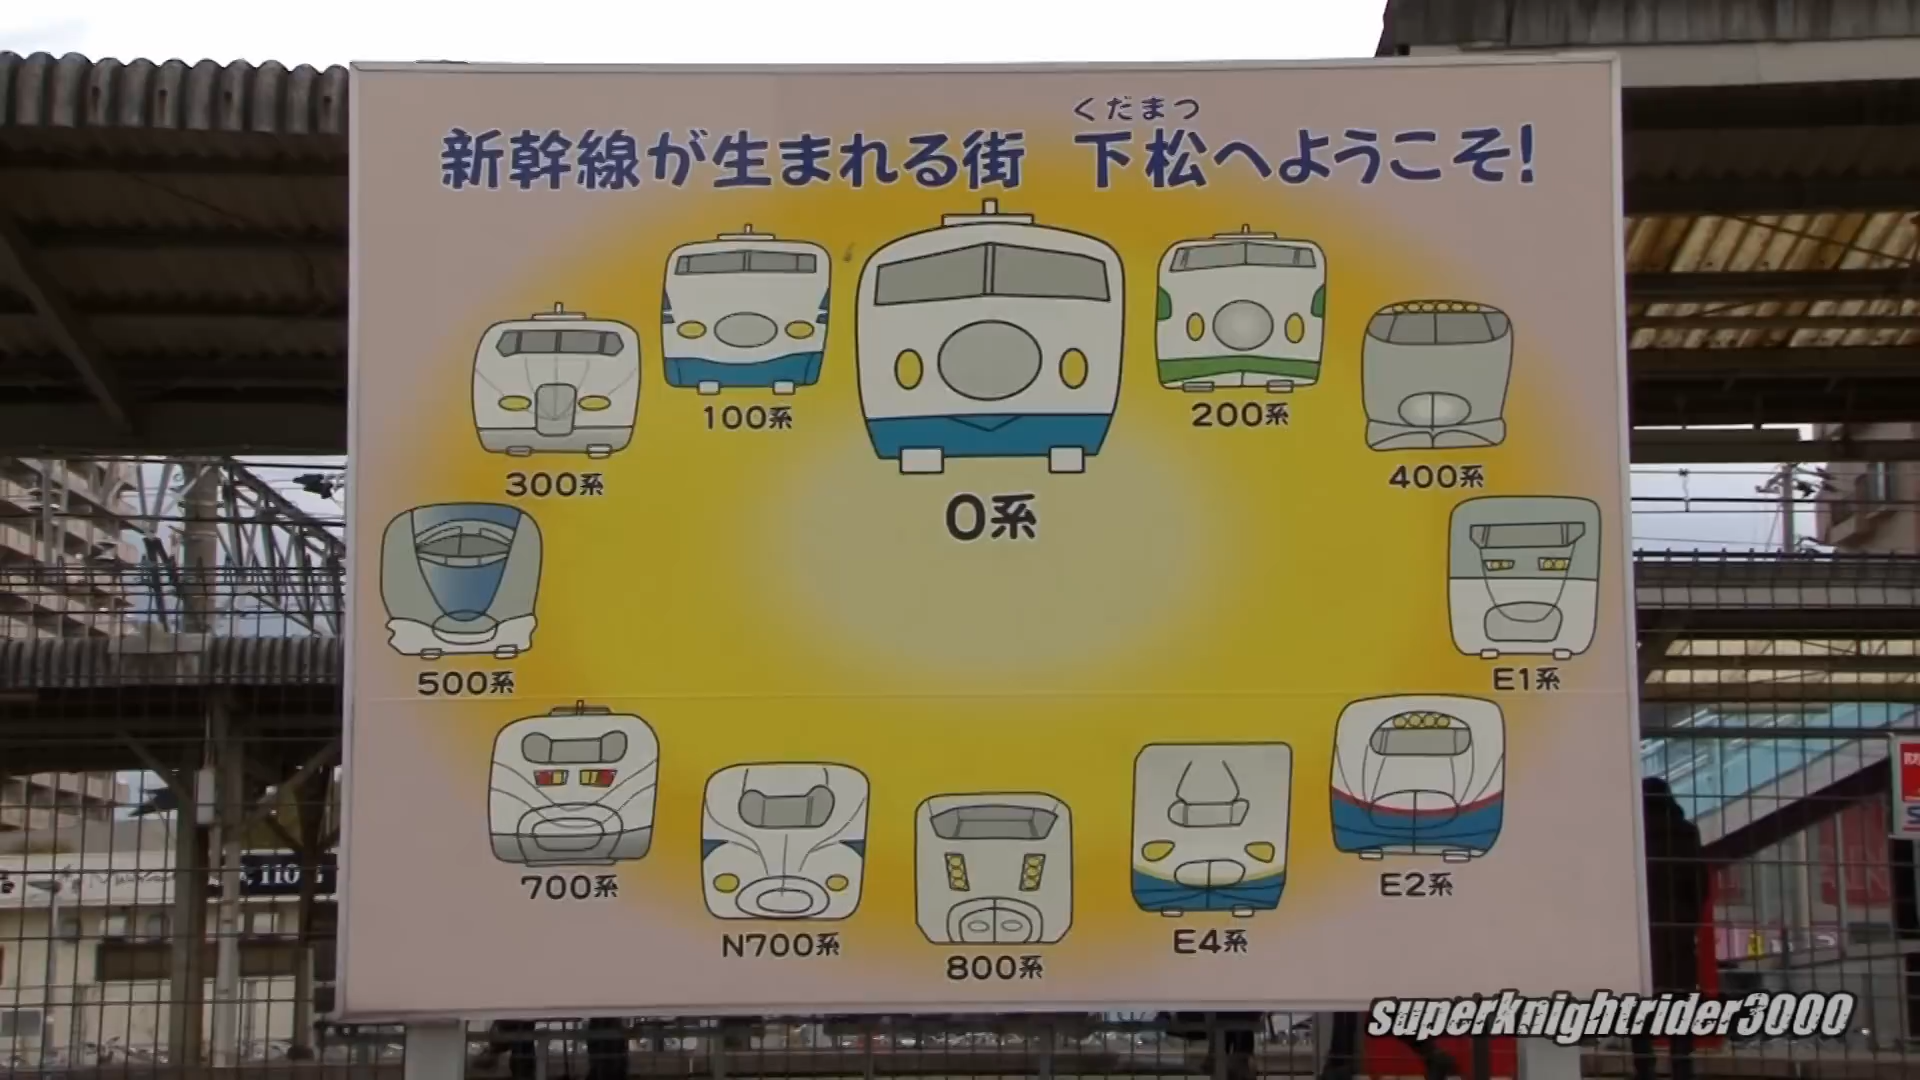 くだまつ
新幹線が生まれる街 下松へようこそ!
100系
200系
300系
400系
0系
500系
E1系
700系
E2系
N700系
E4系
800系
110
superknightrider3000